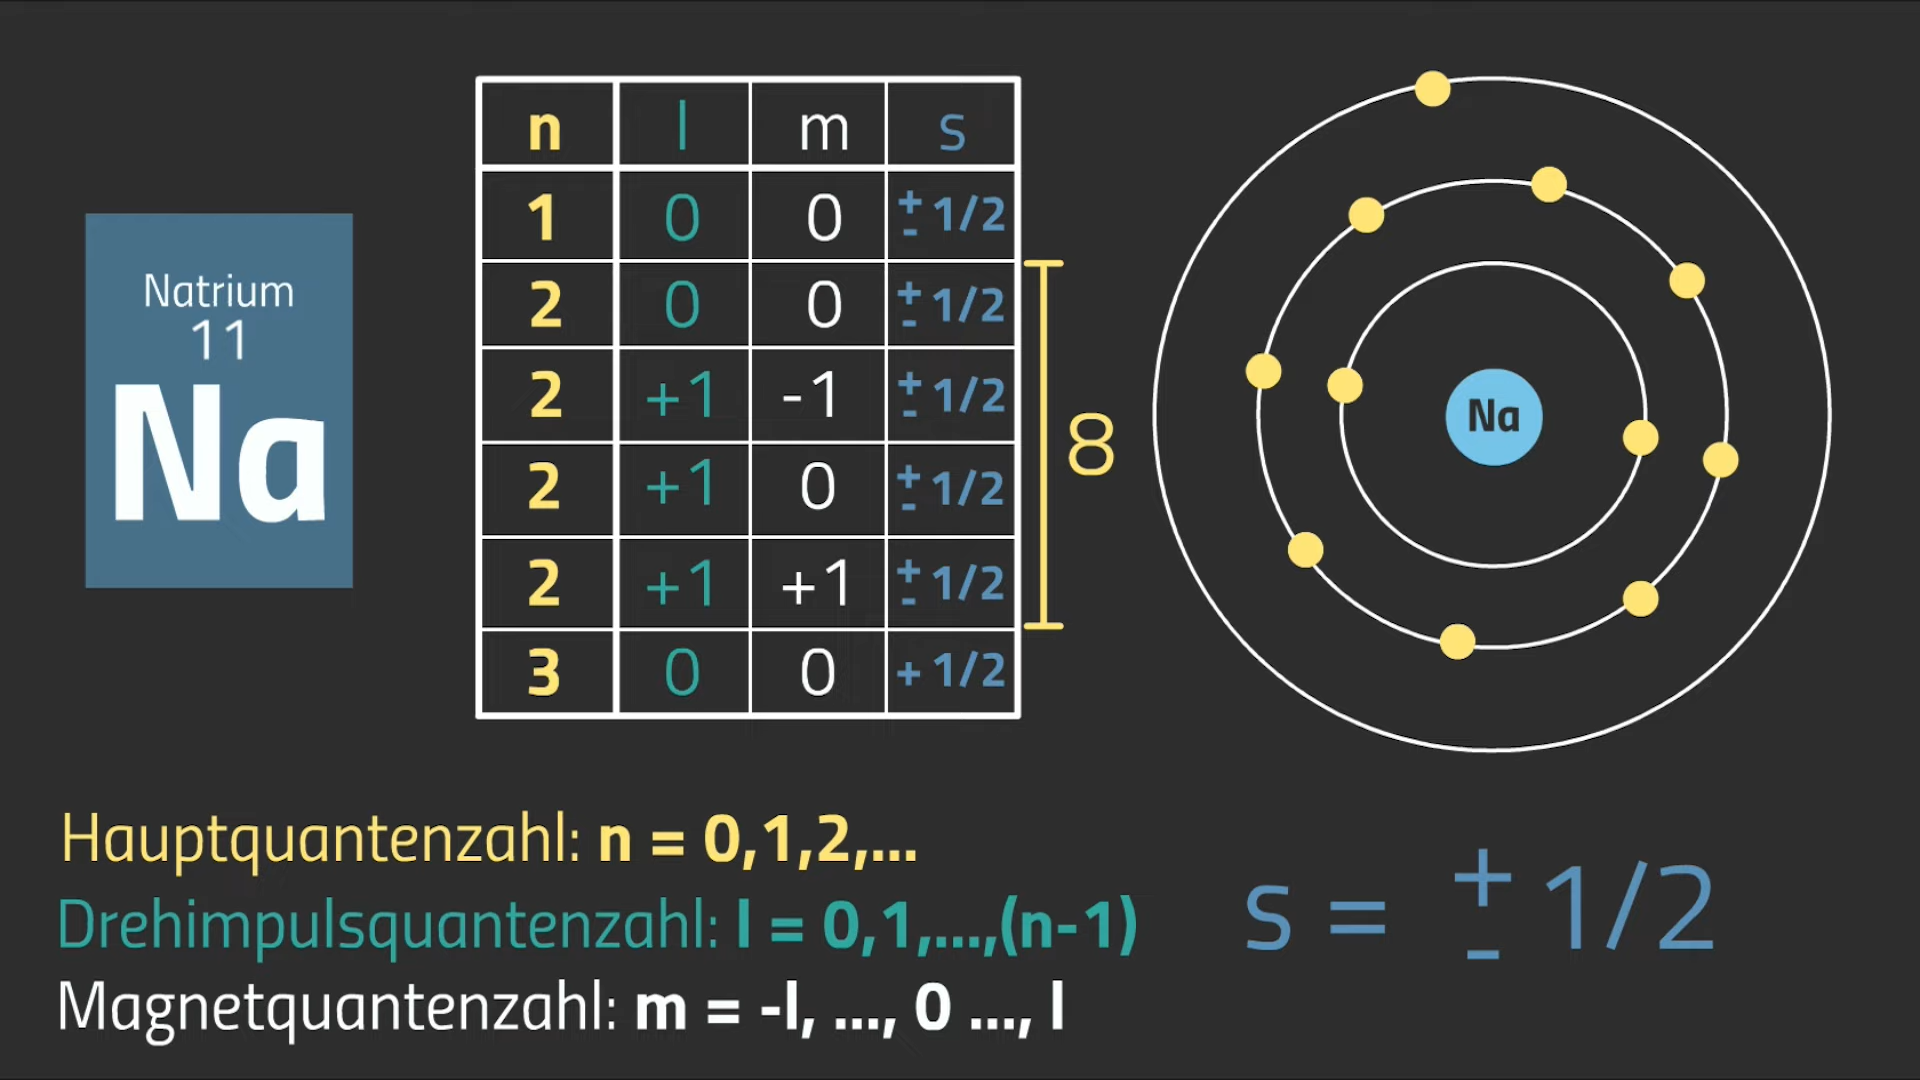 Natrium
11
Na
n l m s
1 0 0 ± 1/2
2 0 0 ± 1/2
2 +1 -1 ± 1/2
2 +1 0 ± 1/2
2 +1 +1 ± 1/2
3 0 0 + 1/2
8
Na
Hauptquantenzahl: n = 0,1,2,...
Drehimpulsquantenzahl: l = 0,1,...,(n-1)
Magnetquantenzahl: m = -l, ..., 0 ..., l
s = ± 1/2